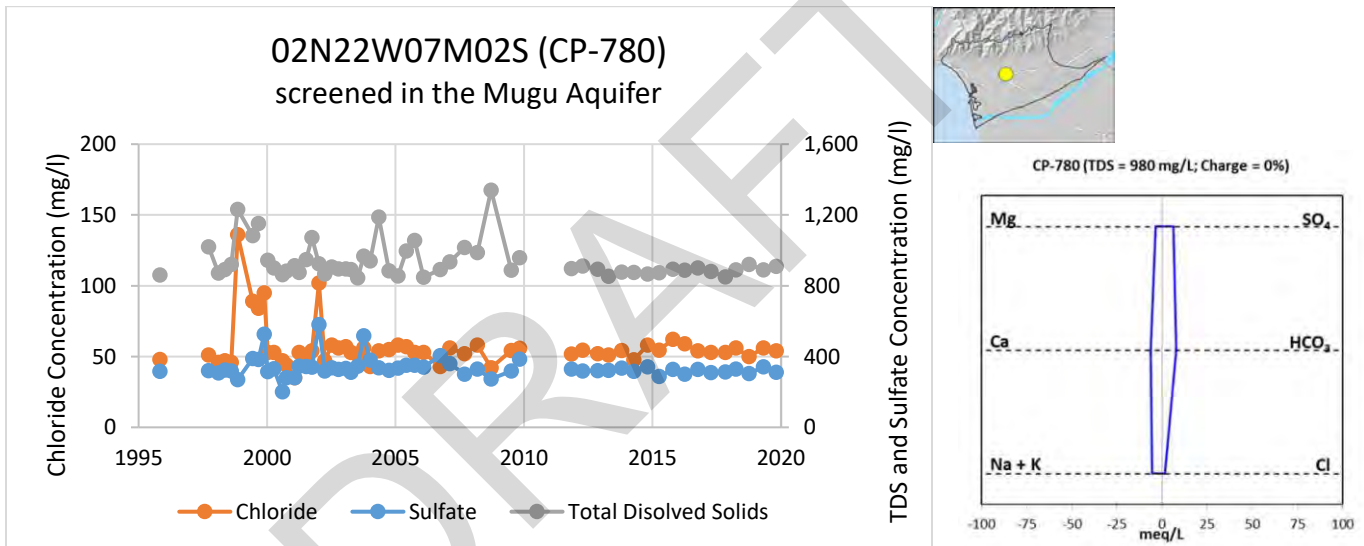 02N22W07M02S (CP-780)
screened in the Mugu Aquifer
Chloride Concentration (mg/l)
200
150
100
50
0
1,600
1,200
800
400
0
TDS and Sulfate Concentration (mg/l)
1995 2000 2005 2010 2015 2020
Chloride Sulfate Total Disolved Solids
DRAFT
CP-780 (TDS = 980 mg/L; Charge = 0%)
Mg SO₄
Ca HCO₃
Na + K Cl
-100 -75 -50 -25 0 25 50 75 100
meq/L